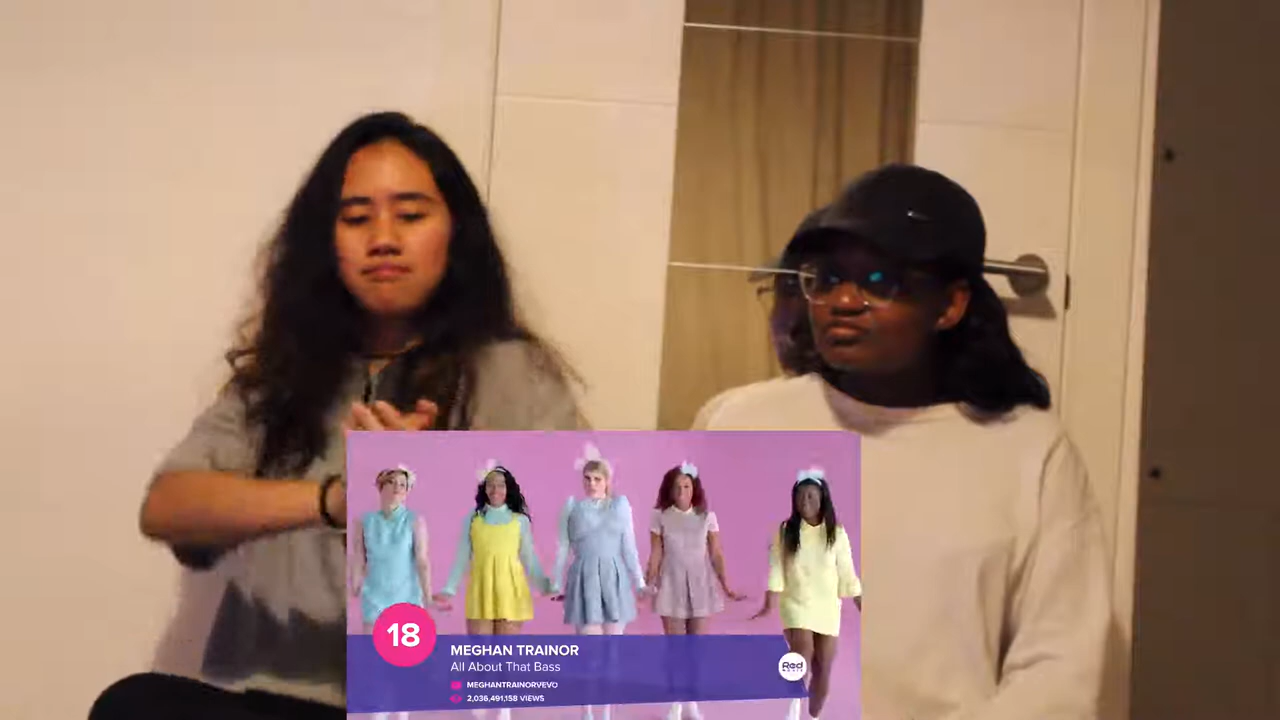 18
MEGHAN TRAINOR
All About That Bass
Red
MEGHANTRAINORVEVO
2,036,491,158 VIEWS